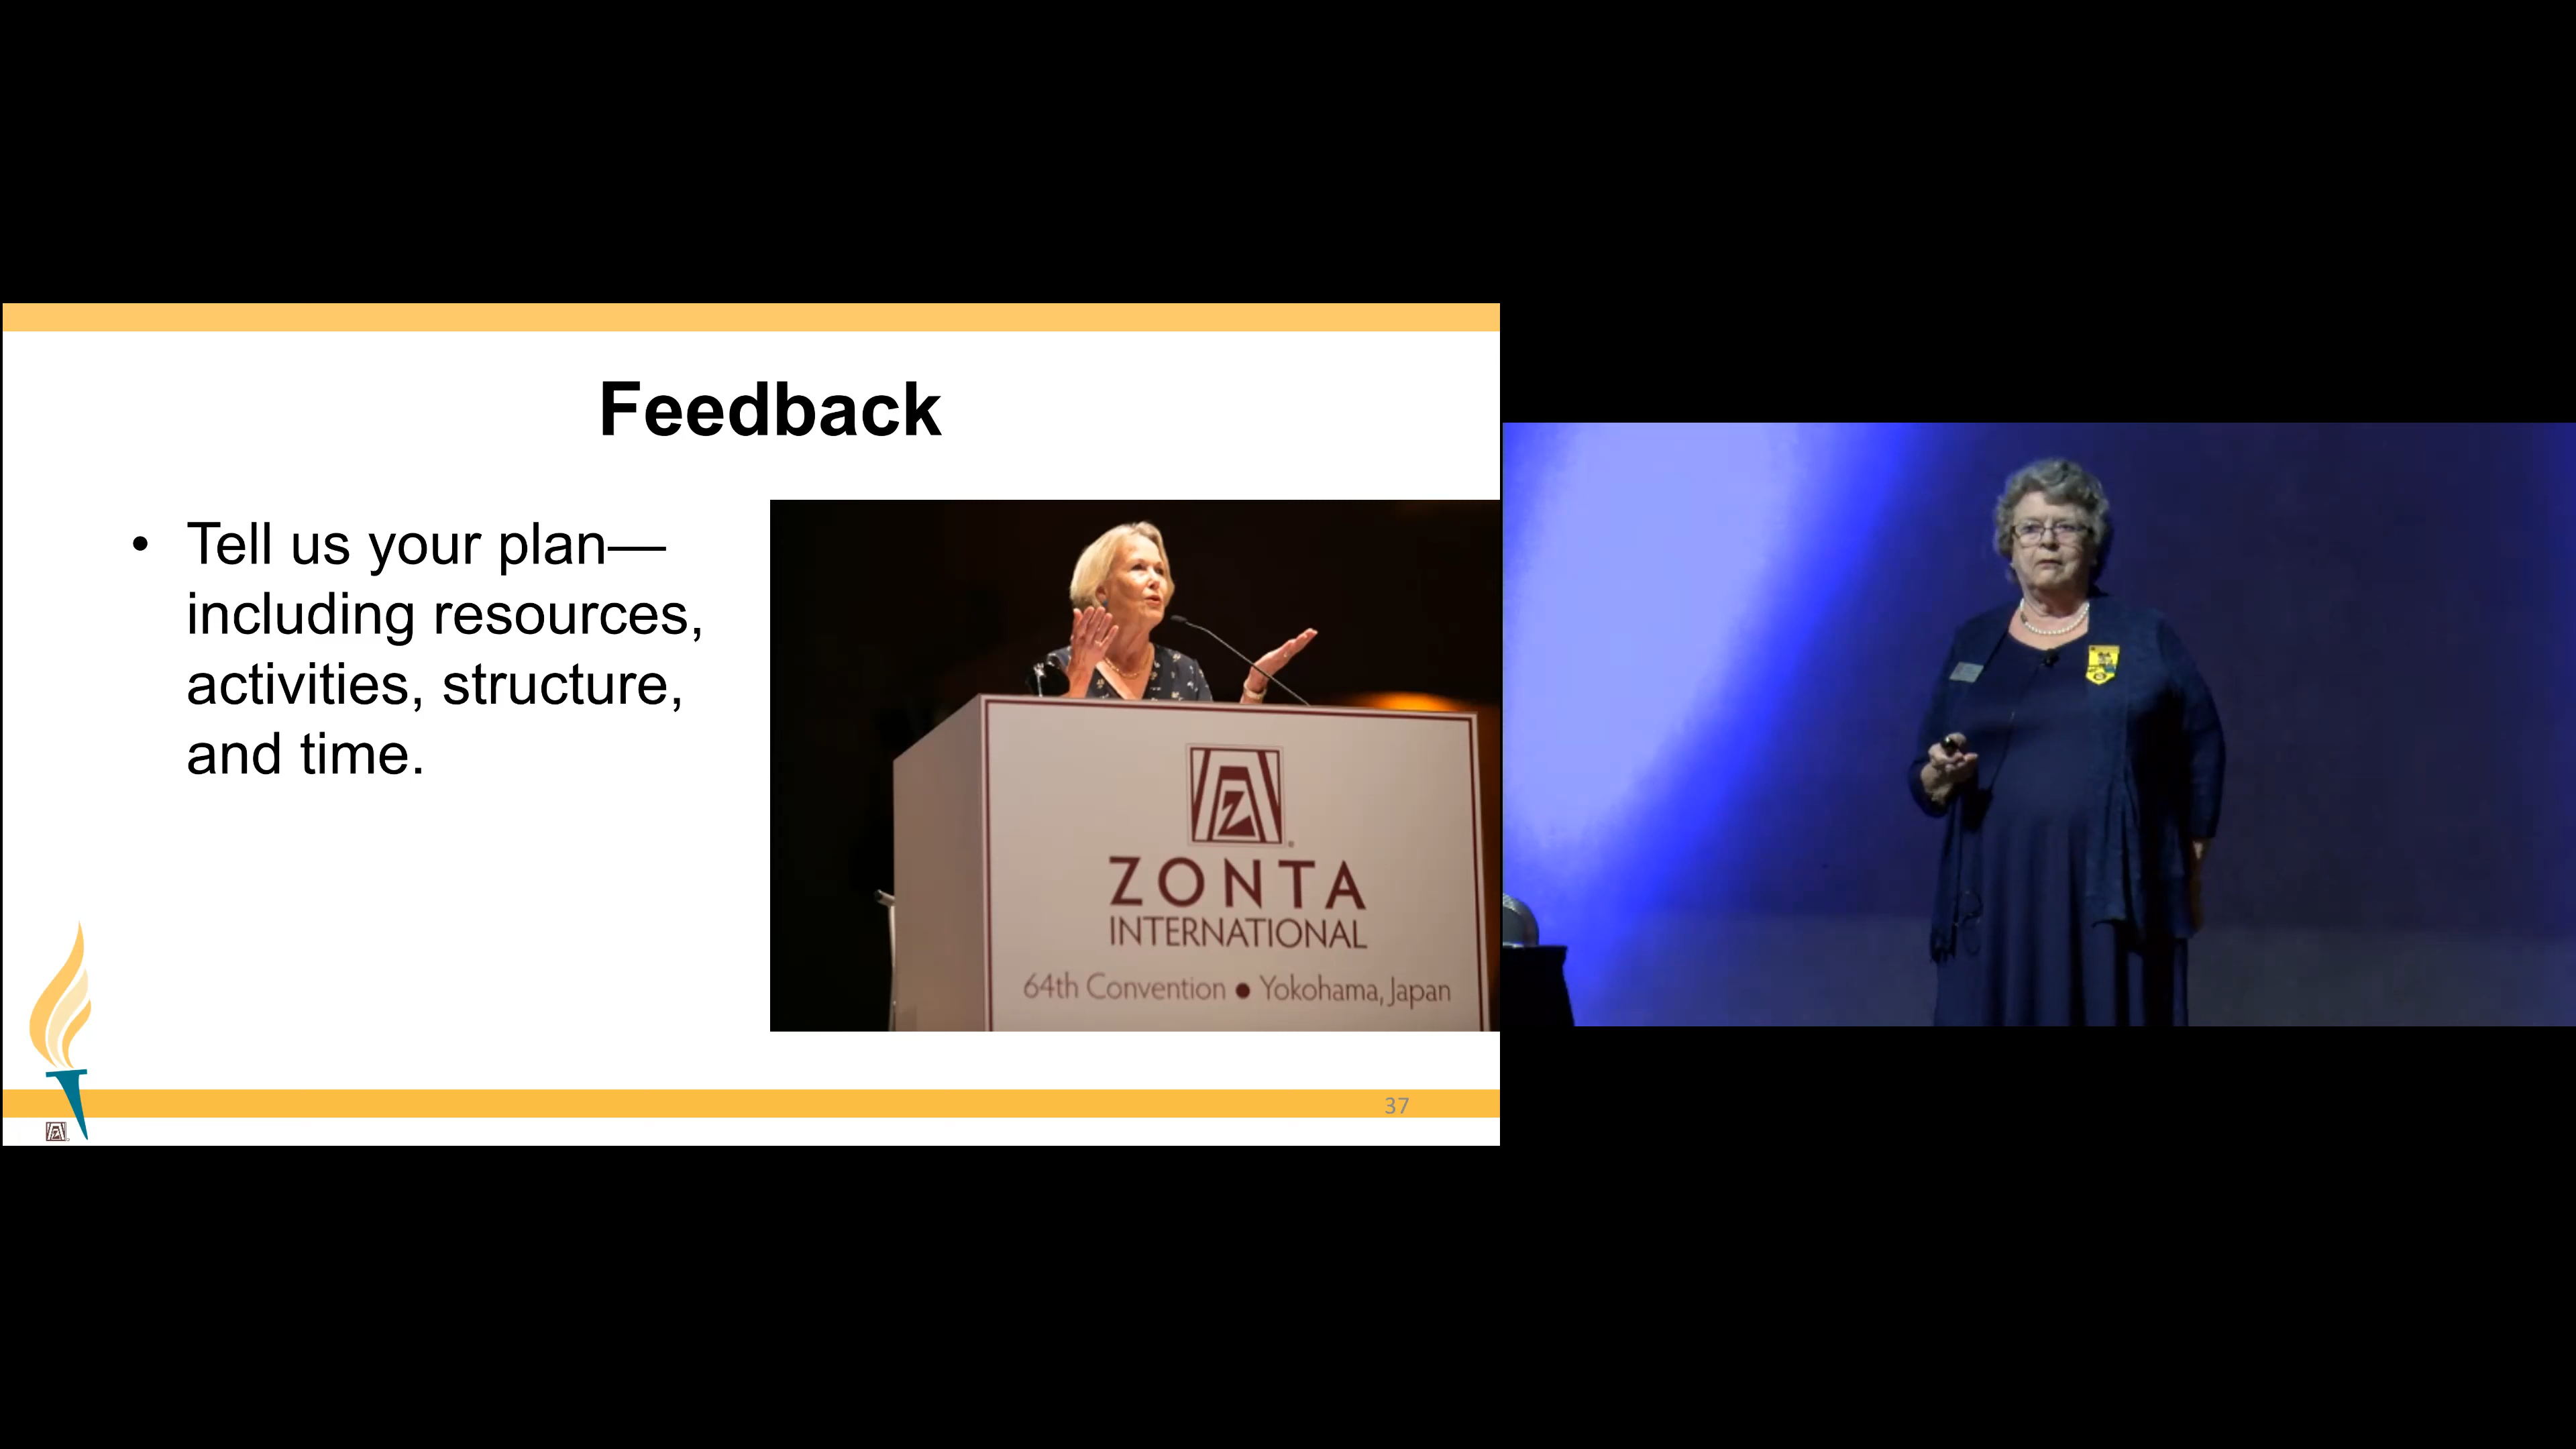 Feedback
• Tell us your plan—
including resources,
activities, structure,
and time.
Z
ZONTA
INTERNATIONAL
64th Convention ● Yokohama, Japan
37